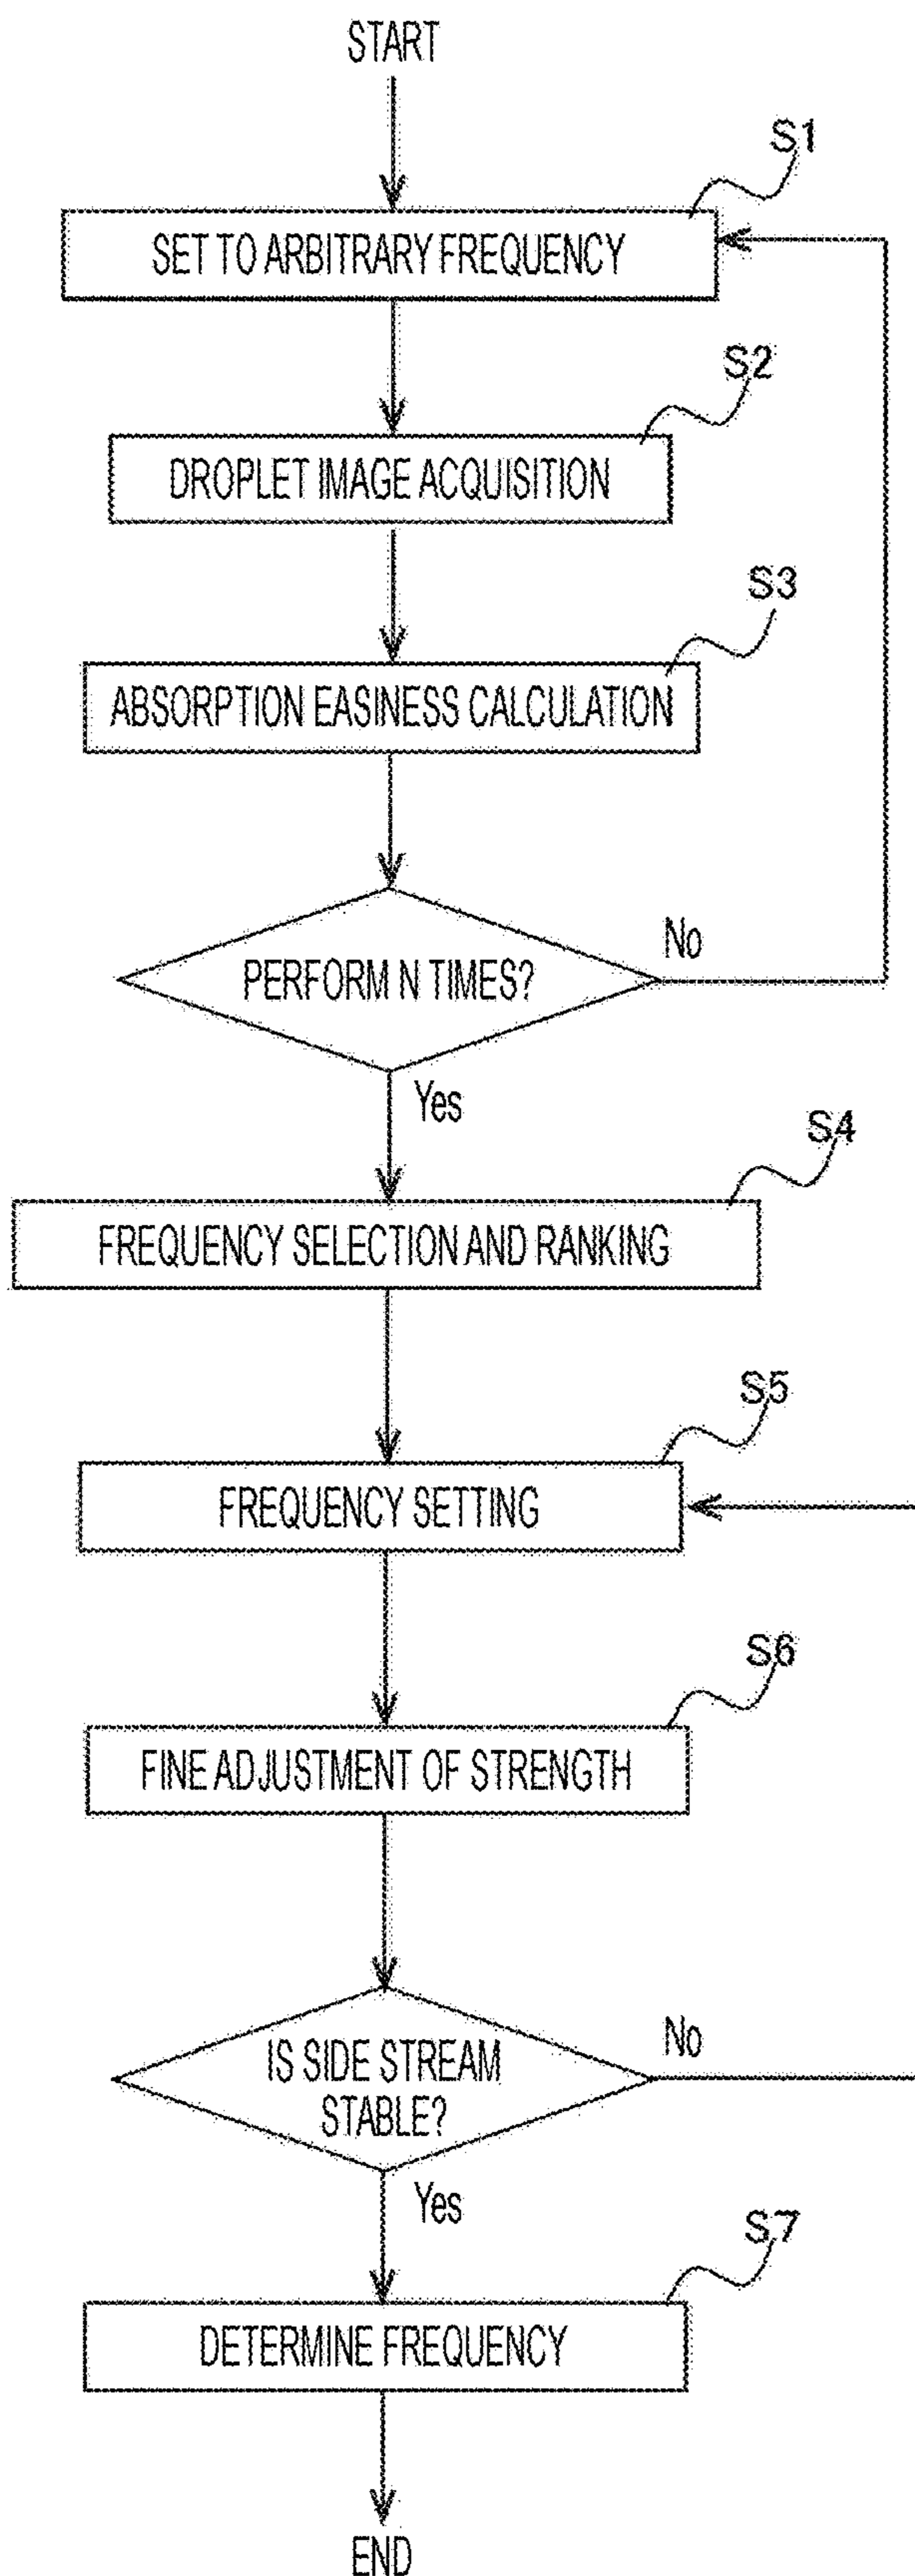 START
S1
SET TO ARBITRARY FREQUENCY
S2
DROPLET IMAGE ACQUISITION
S3
ABSORPTION EASINESS CALCULATION
No
PERFORM N TIMES?
Yes
S4
FREQUENCY SELECTION AND RANKING
S5
FREQUENCY SETTING
S6
FINE ADJUSTMENT OF STRENGTH
No
IS SIDE STREAM
STABLE?
Yes
S7
DETERMINE FREQUENCY
END